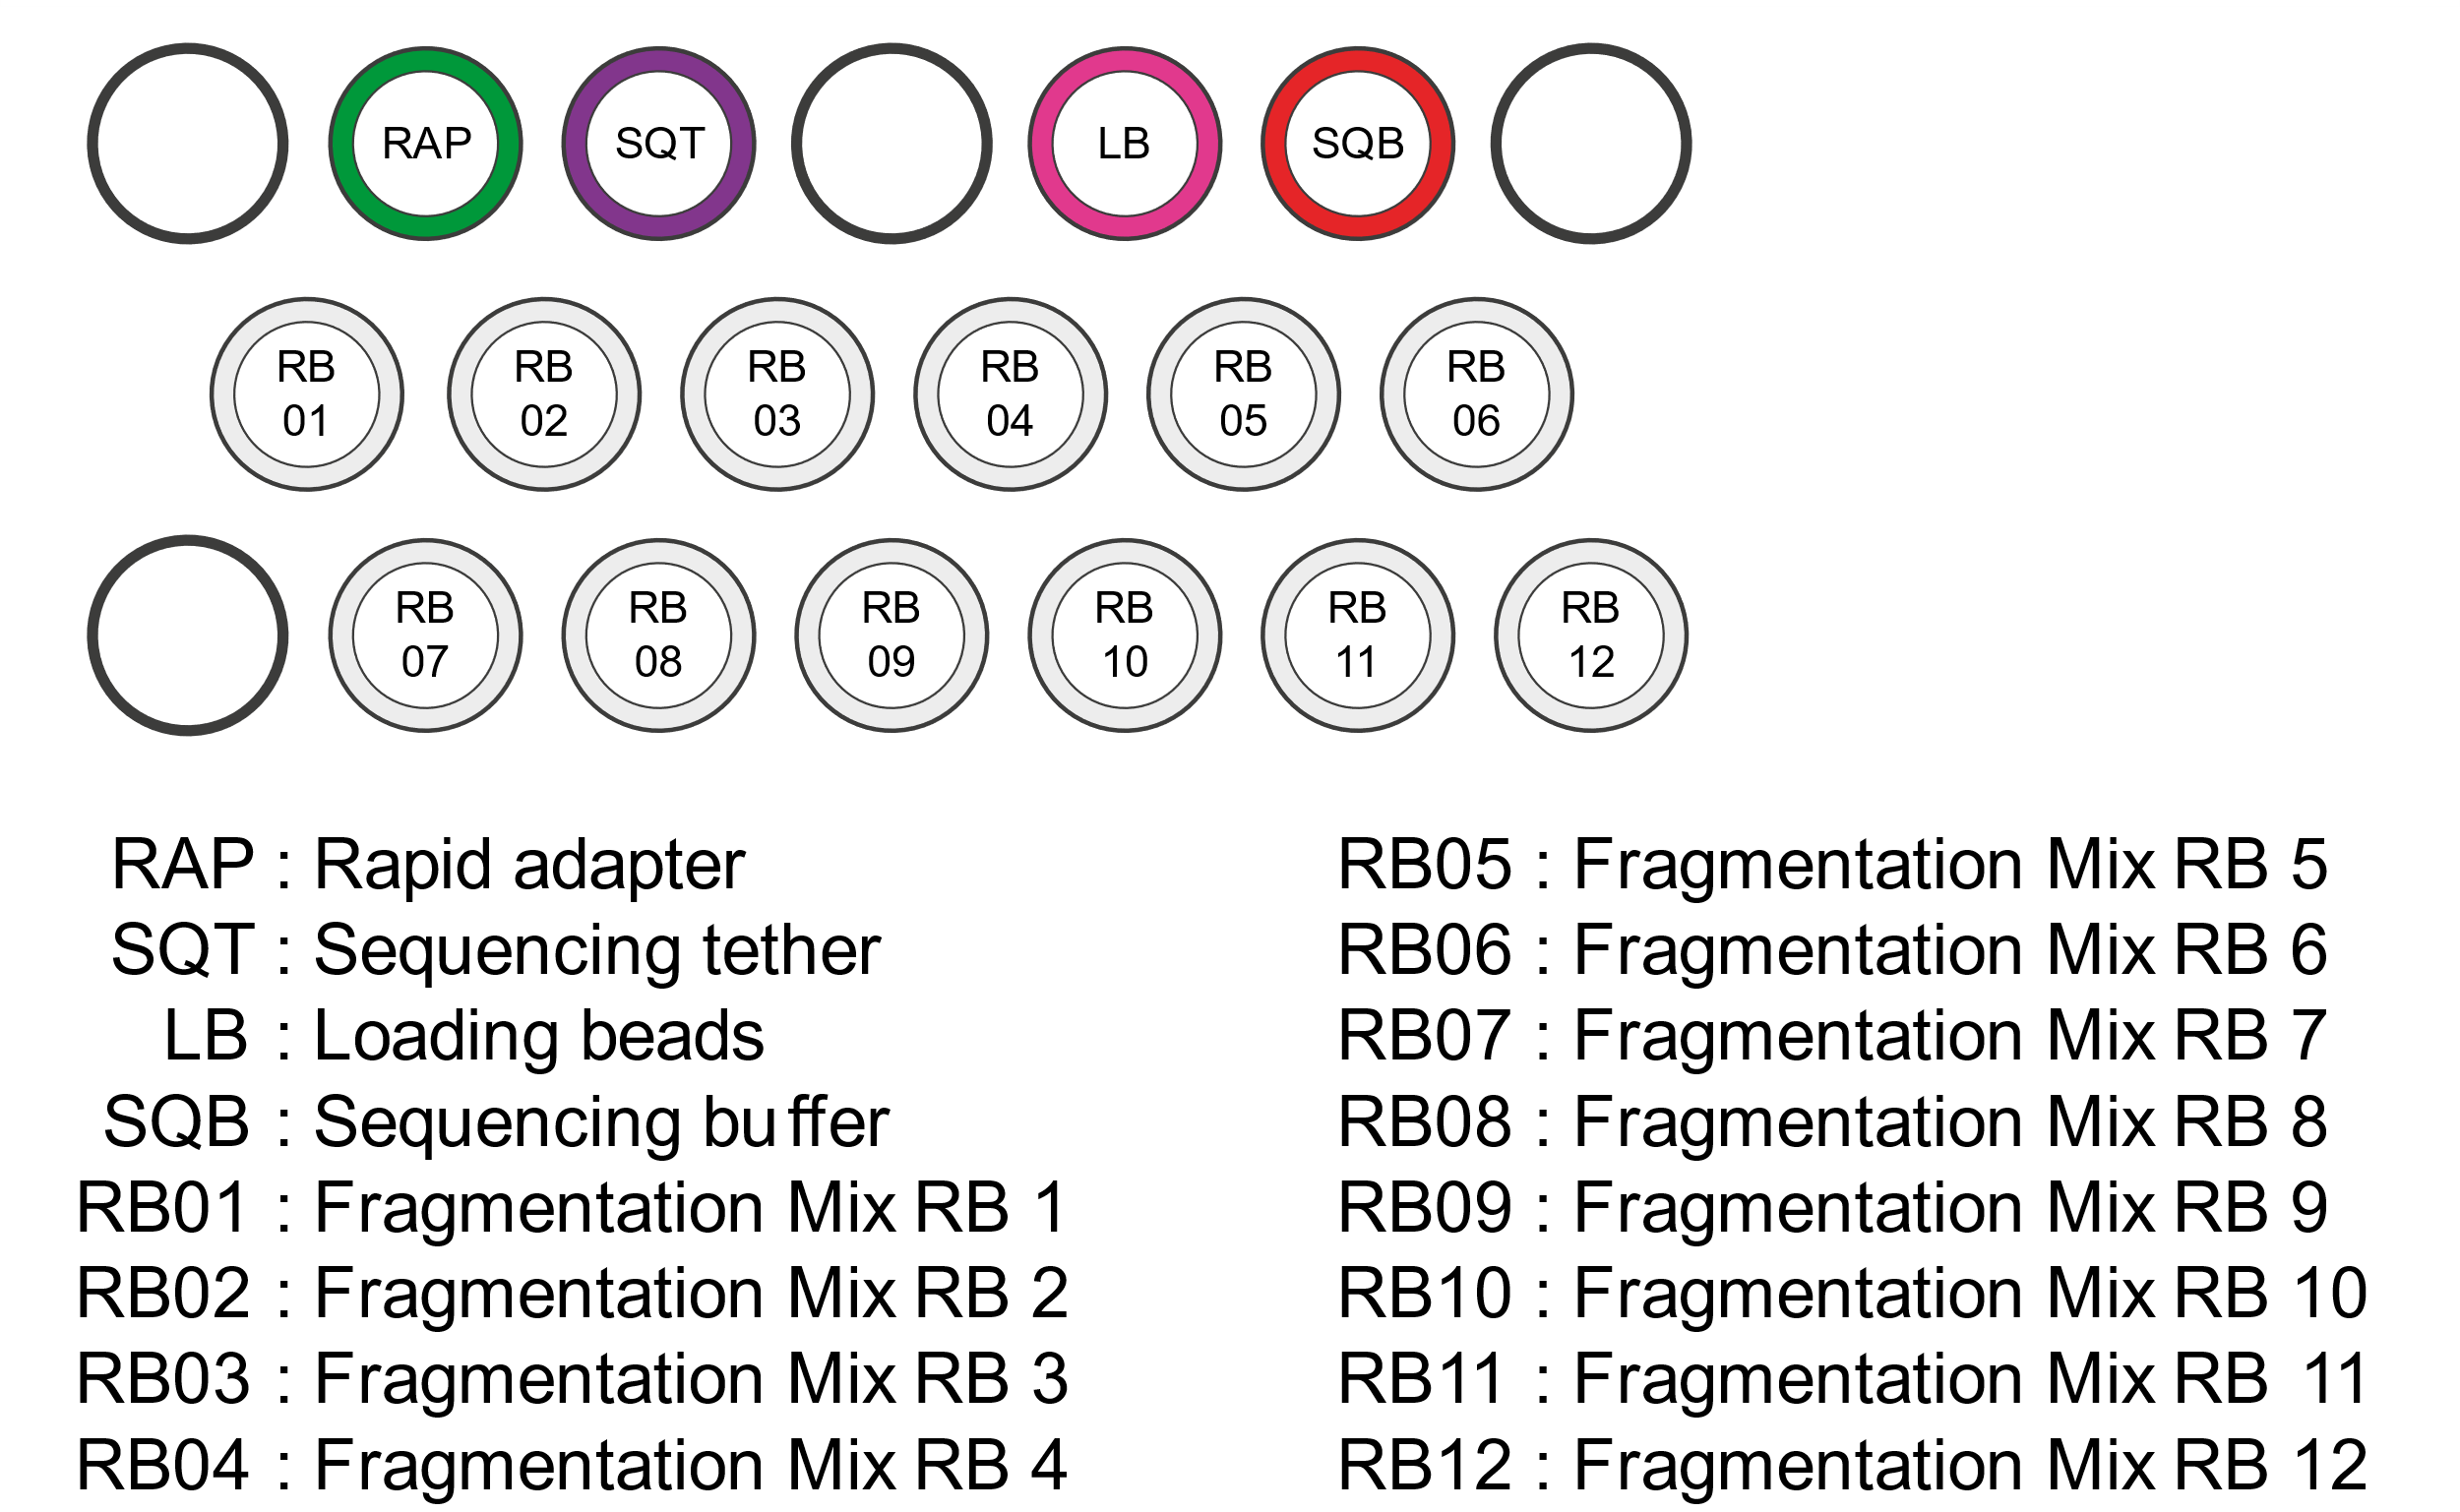 RAP
SQT
LB
SQB
RB
01
RB
02
RB
03
RB
04
RB
05
RB
06
RB
07
RB
08
RB
09
RB
10
RB
11
RB
12
RAP : Rapid adapter
SQT : Sequencing tether
LB : Loading beads
SQB : Sequencing buffer
RB01 : Fragmentation Mix RB 1
RB02 : Fragmentation Mix RB 2
RB03 : Fragmentation Mix RB 3
RB04 : Fragmentation Mix RB 4
RB05 : Fragmentation Mix RB 5
RB06 : Fragmentation Mix RB 6
RB07 : Fragmentation Mix RB 7
RB08 : Fragmentation Mix RB 8
RB09 : Fragmentation Mix RB 9
RB10 : Fragmentation Mix RB 10
RB11 : Fragmentation Mix RB 11
RB12 : Fragmentation Mix RB 12